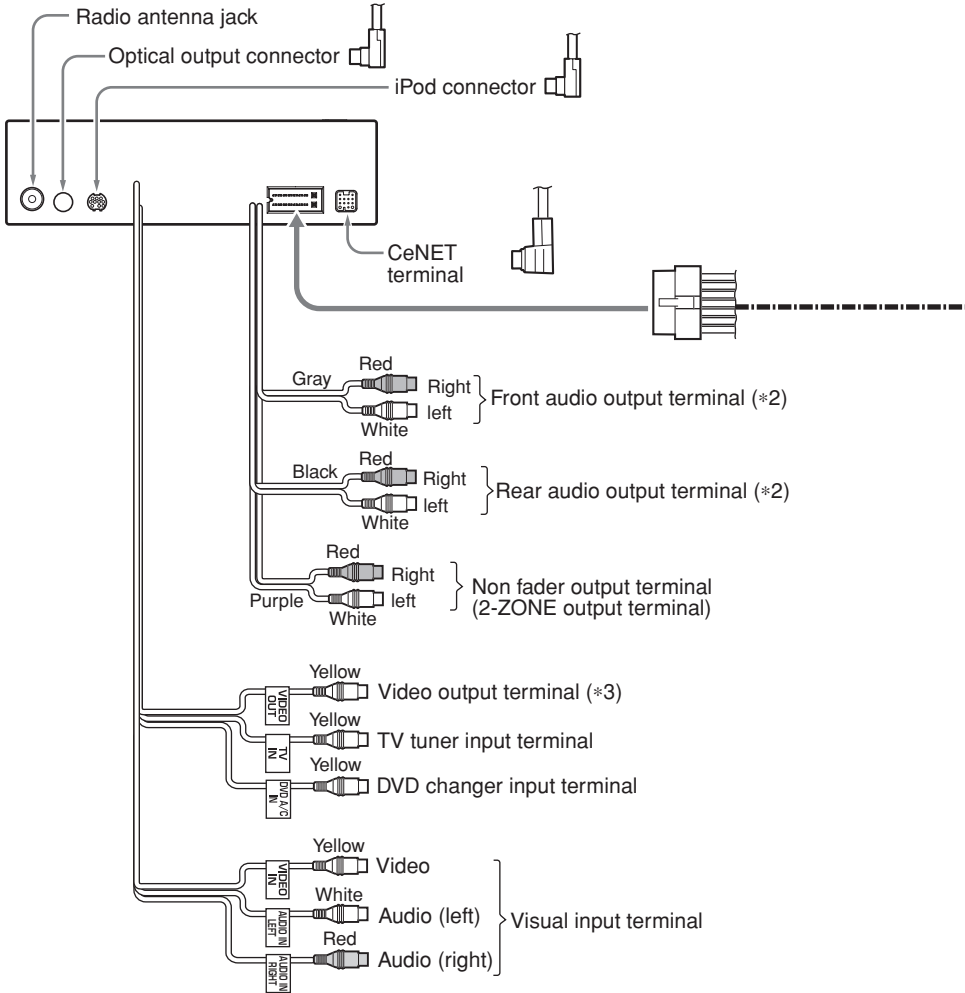 Radio antenna jack
Optical output connector
iPod connector
CeNET
terminal
Red
Gray
Right
left
White
Front audio output terminal (*2)
Red
Black
Right
left
White
Rear audio output terminal (*2)
Red
Right
Purple
left
White
Non fader output terminal
(2-ZONE output terminal)
Yellow
VIDEO
OUT
Video output terminal (*3)
Yellow
TV
IN
TV tuner input terminal
Yellow
DVD A/C
IN
DVD changer input terminal
Yellow
VIDEO
IN
Video
White
AUDIO IN
LEFT
Audio (left)
Visual input terminal
Red
AUDIO IN
RIGHT
Audio (right)